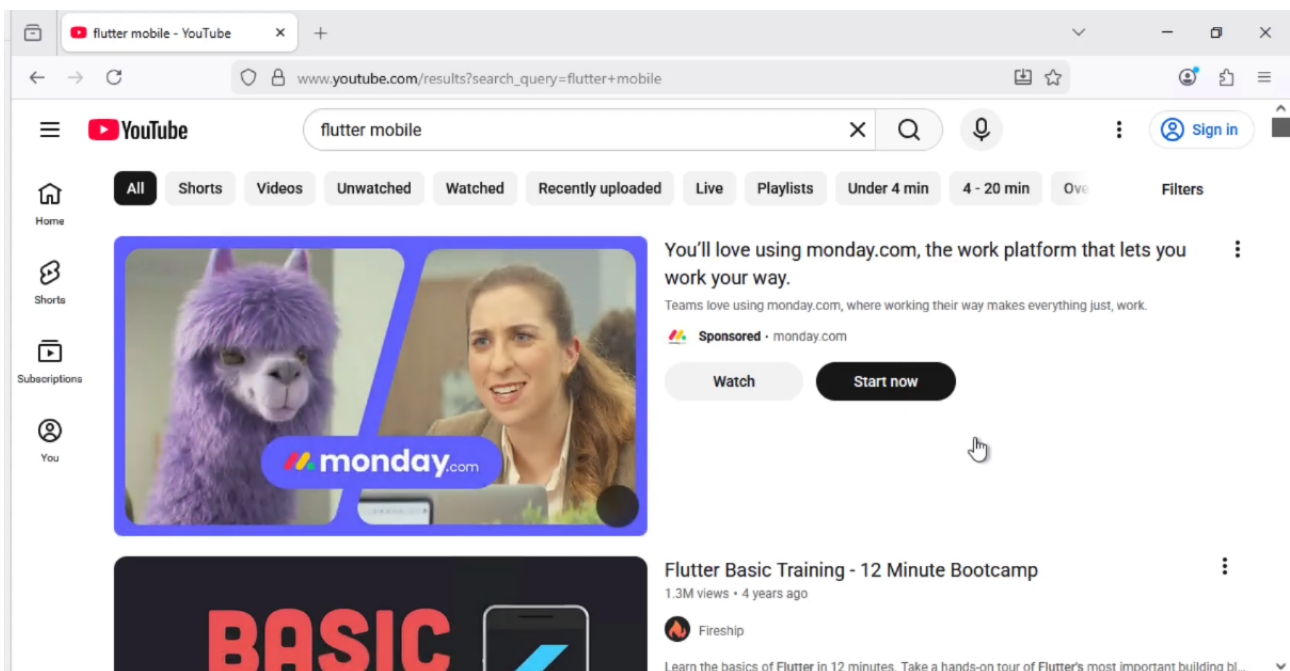 flutter mobile - YouTube
www.youtube.com/results?search_query=flutter+mobile
YouTube
flutter mobile
Sign in
All Shorts Videos Unwatched Watched Recently uploaded Live Playlists Under 4 min 4 - 20 min Filters
Home
Shorts
Subscriptions
You
monday.com
You'll love using monday.com, the work platform that lets you
work your way.
Teams love using monday.com, where working their way makes everything just, work.
Sponsored · monday.com
Watch Start now
BASIC
Flutter Basic Training - 12 Minute Bootcamp
1.3M views • 4 years ago
Fireship
Learn the basics of Flutter in 12 minutes. Take a hands-on tour of Flutter's most important building bl...